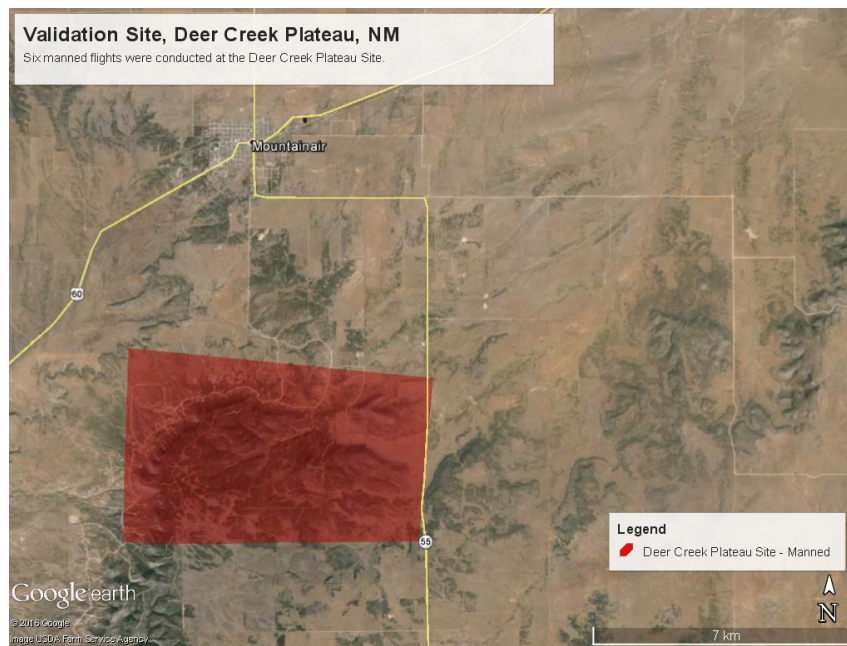 Validation Site, Deer Creek Plateau, NM
Six manned flights were conducted at the Deer Creek Plateau Site.
Mountainair
60
Legend
Deer Creek Plateau Site - Manned
55
Google earth
N
© 2016 Google
Image USDA Farm Service Agency
7 km